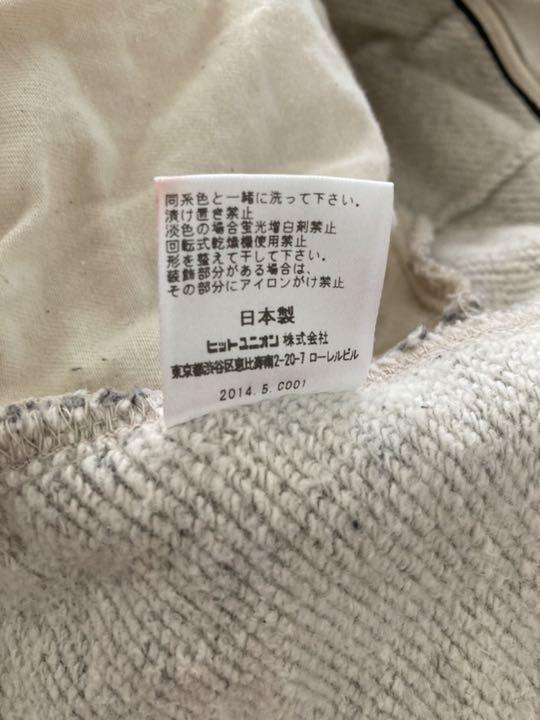 同系色と一緒に洗って下さい。
漬け置き禁止
淡色の場合蛍光増白剤禁止
回転式乾燥機使用禁止
形を整えて干して下さい。
装飾部分がある場合は、
その部分にアイロンがけ禁止
日本製
ヒットユニオン 株式会社
東京都渋谷区恵比寿南2-20-7 ローレルビル
2014.5.C001